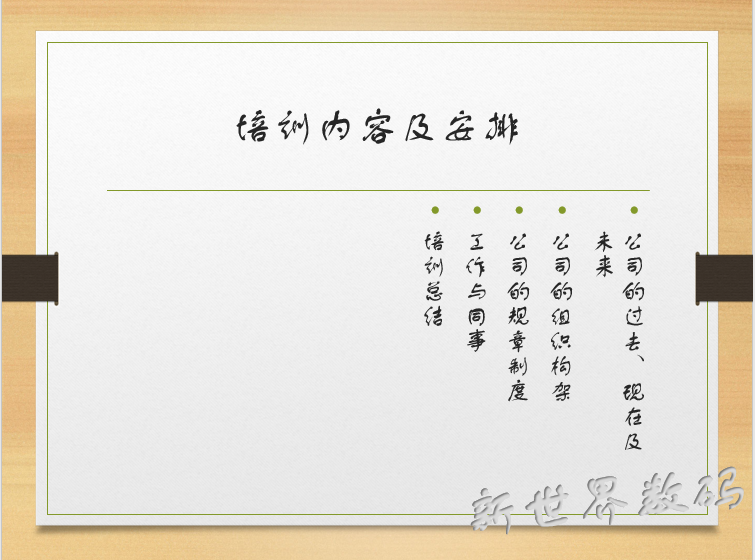 培训内容及安排
公司的过去、现在及
未来
公司的组织构架
公司的规章制度
工作与同事
培训总结
新世界数码